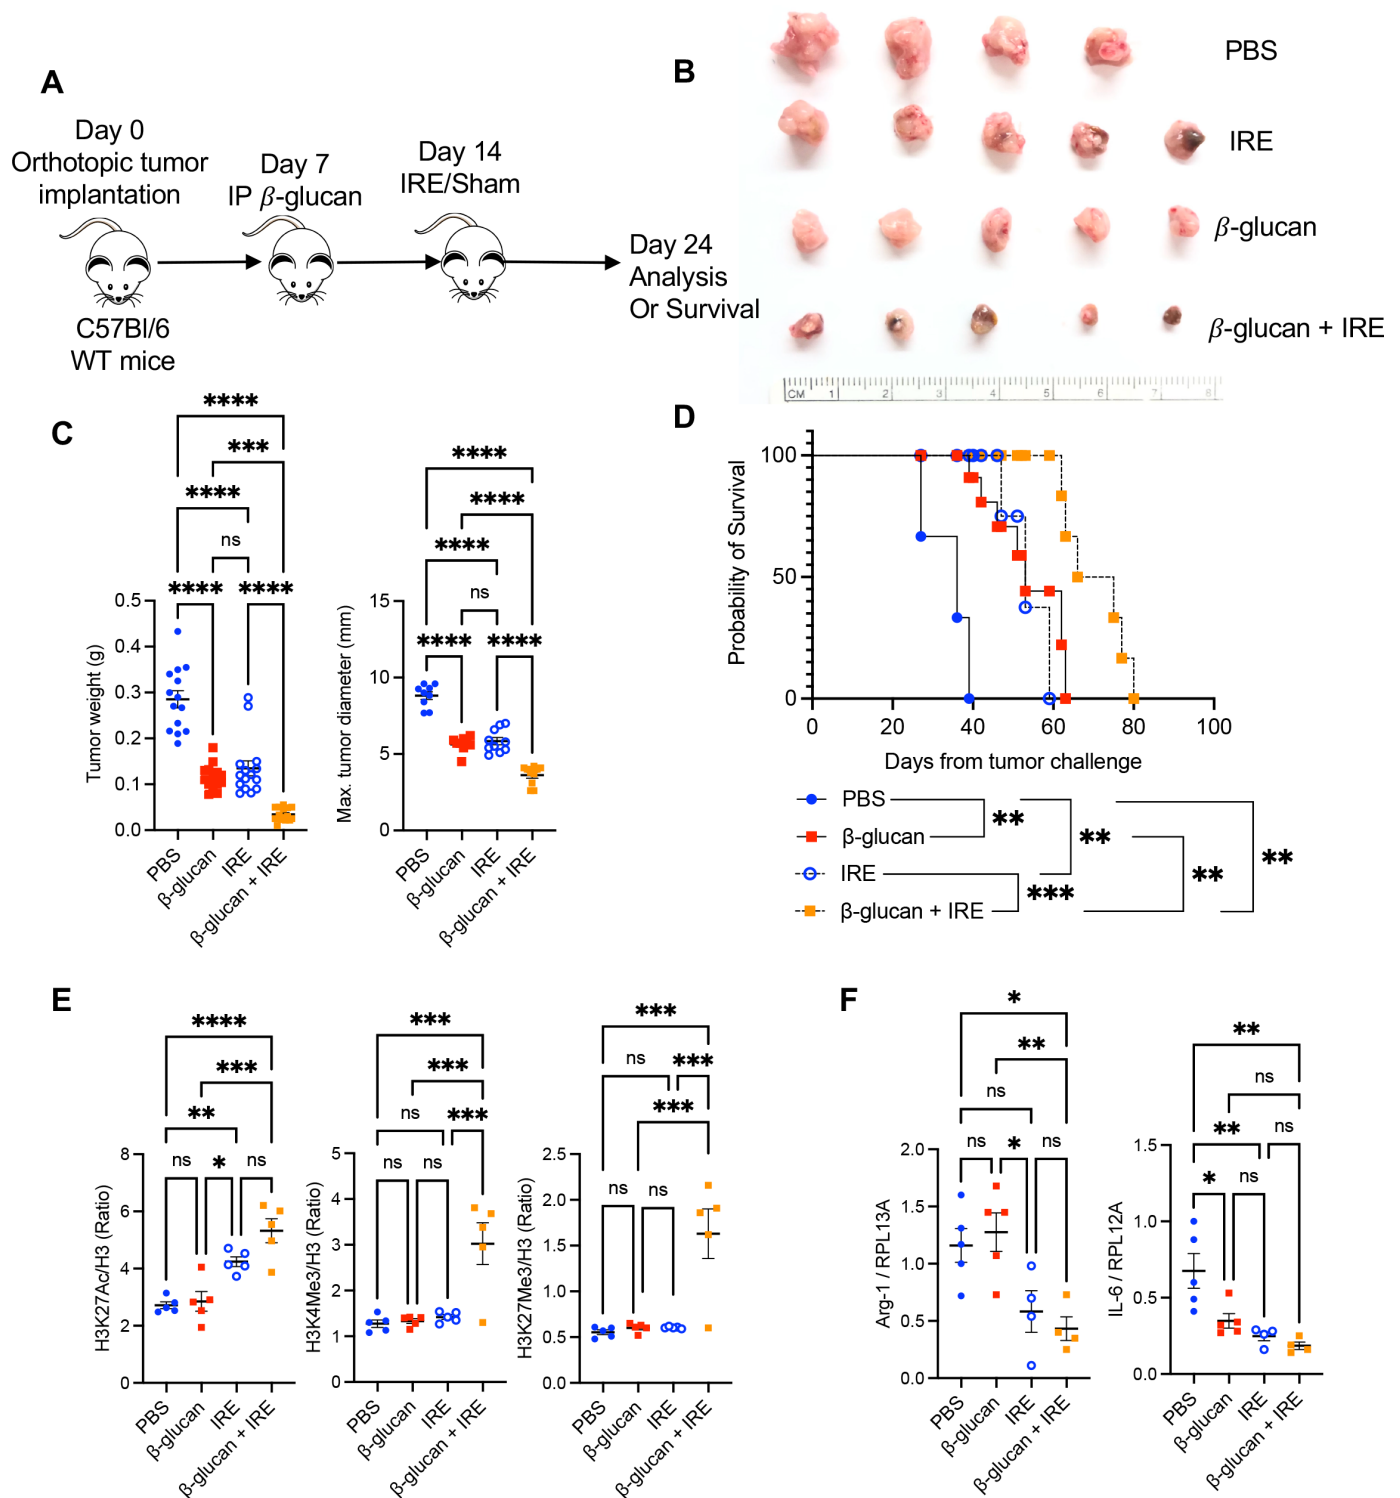 A
Day 0
Orthotopic tumor
implantation
Day 7
IP β-glucan
Day 14
IRE/Sham
Day 24
Analysis
Or Survival
C57Bl/6
WT mice
B
PBS
IRE
β-glucan
β-glucan + IRE
CM 1 2 3 4 5 6 7 8
C
****
***
****
ns
**** ****
0.5
0.4
0.3
0.2
0.1
0.0
Tumor weight (g)
PBS
β-glucan
IRE
β-glucan + IRE
****
****
****
ns
**** ****
15
10
5
0
Max. tumor diameter (mm)
PBS
β-glucan
IRE
β-glucan + IRE
D
100
50
0
Probability of Survival
0 20 40 60 80 100
Days from tumor challenge
PBS
β-glucan
IRE
β-glucan + IRE
**
**
***
**
**
E
****
***
**
ns * ns
8
6
4
2
0
H3K27Ac/H3 (Ratio)
PBS
β-glucan
IRE
β-glucan + IRE
***
***
ns ***
ns ns
5
4
3
2
1
0
H3K4Me3/H3 (Ratio)
PBS
β-glucan
IRE
β-glucan + IRE
***
ns ***
***
ns ns
2.5
2.0
1.5
1.0
0.5
0.0
H3K27Me3/H3 (Ratio)
PBS
β-glucan
IRE
β-glucan + IRE
F
*
**
ns
ns * ns
2.0
1.5
1.0
0.5
0.0
Arg-1 / RPL13A
PBS
β-glucan
IRE
β-glucan + IRE
**
ns
** ns
* ns
1.5
1.0
0.5
0.0
IL-6 / RPL12A
PBS
β-glucan
IRE
β-glucan + IRE